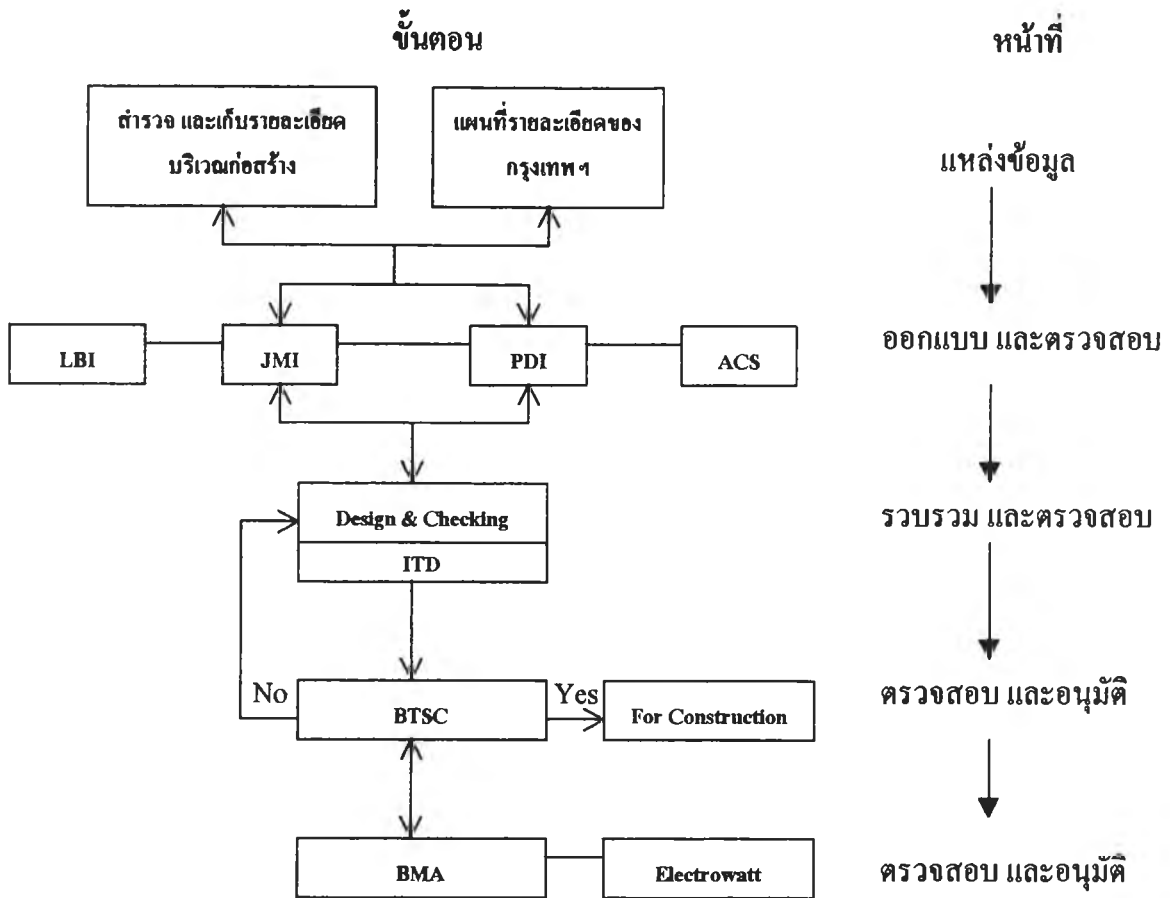 ขั้นตอน
หน้าที่
สำรวจ และเก็บรายละเอียด
บริเวณก่อสร้าง
แผนที่รายละเอียดของ
กรุงเทพฯ
แหล่งข้อมูล
LBI
JMI
PDI
ACS
ออกแบบ และตรวจสอบ
Design & Checking
ITD
รวบรวม และตรวจสอบ
No
BTSC
Yes
For Construction
ตรวจสอบ และอนุมัติ
BMA
Electrowatt
ตรวจสอบ และอนุมัติ